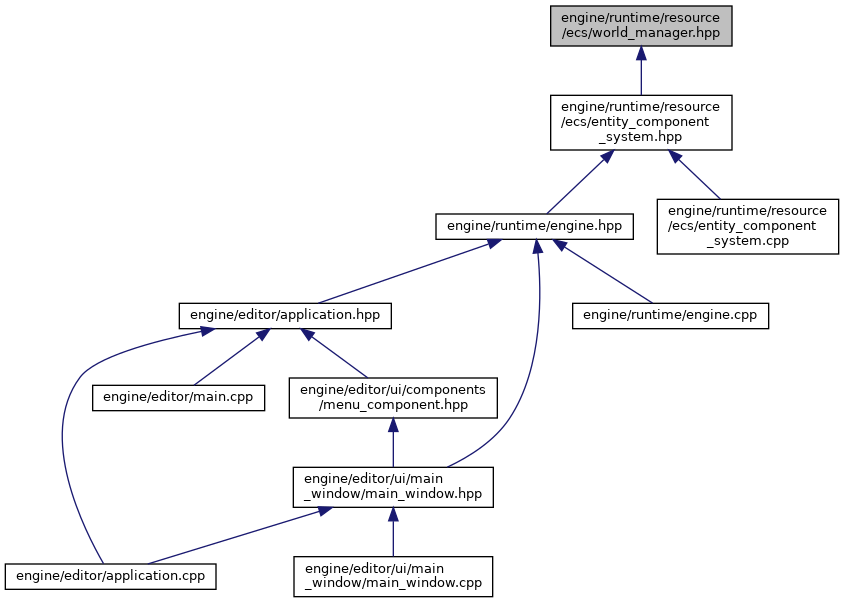 engine/runtime/resource
/ecs/world_manager.hpp
engine/runtime/resource
/ecs/entity_component
_system.hpp
engine/runtime/resource
/ecs/entity_component
_system.cpp
engine/runtime/engine.hpp
engine/editor/application.hpp
engine/runtime/engine.cpp
engine/editor/main.cpp
engine/editor/ui/components
/menu_component.hpp
engine/editor/ui/main
_window/main_window.hpp
engine/editor/application.cpp
engine/editor/ui/main
_window/main_window.cpp